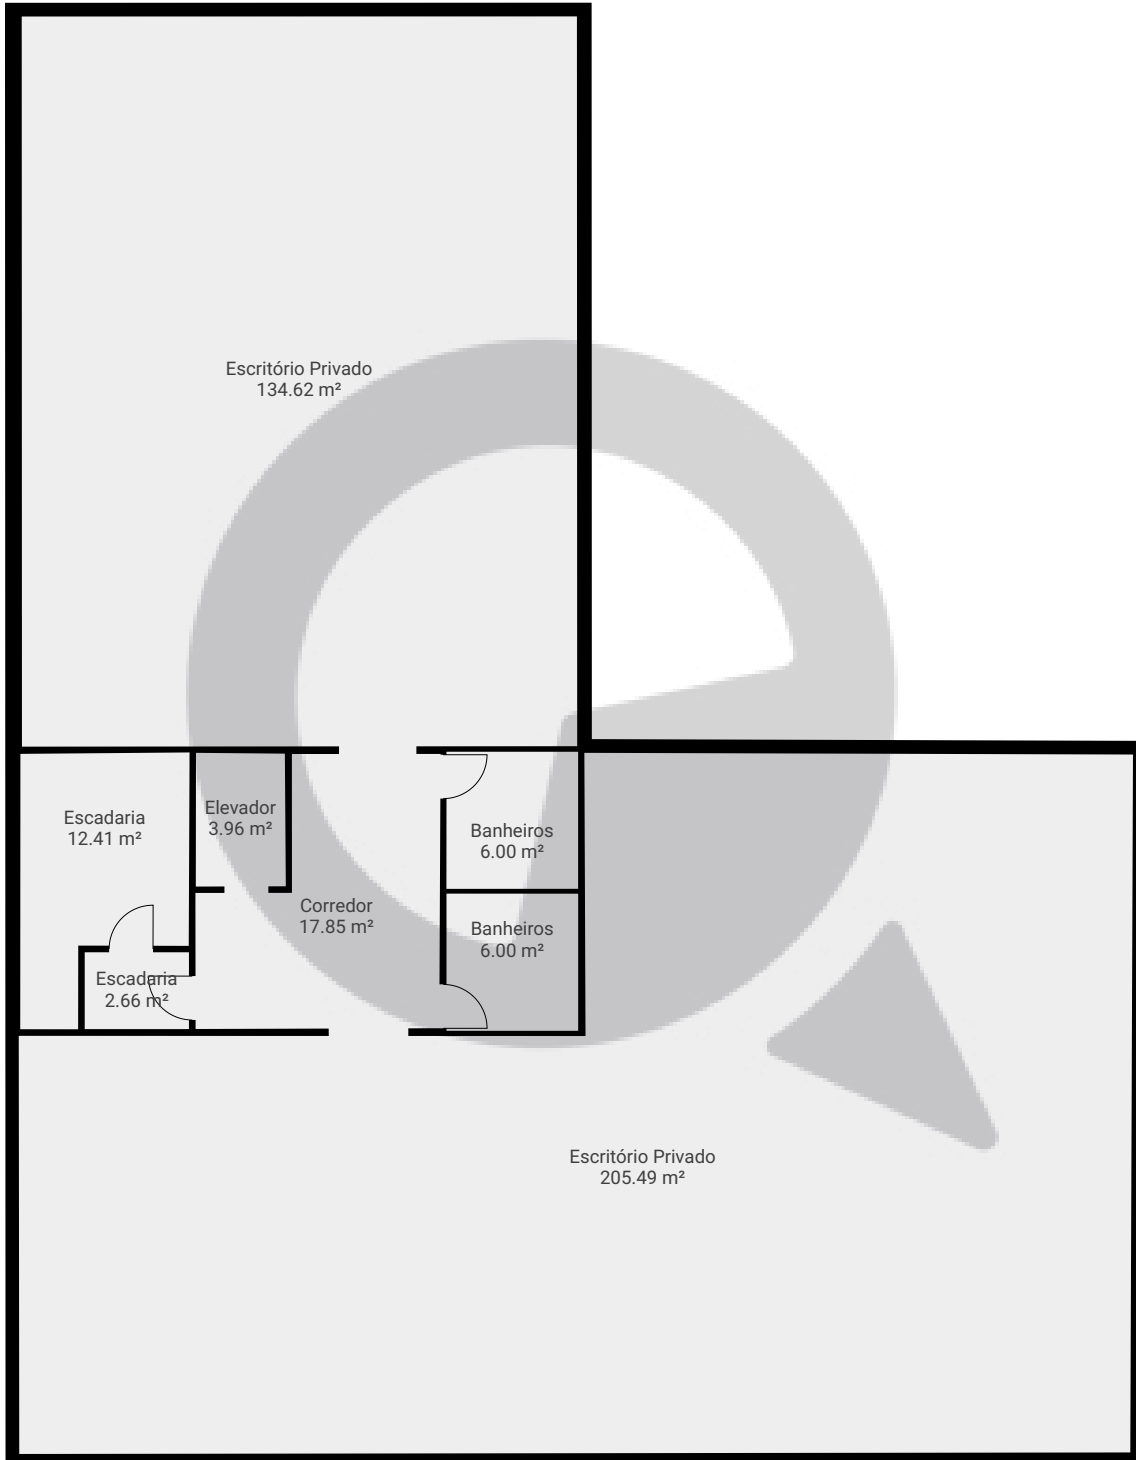 Escritório Privado
134.62 m²
Escadaria
12.41 m²
Elevador
3.96 m²
Banheiros
6.00 m²
Corredor
17.85 m²
Banheiros
6.00 m²
Escadaria
2.66 m²
Escritório Privado
205.49 m²